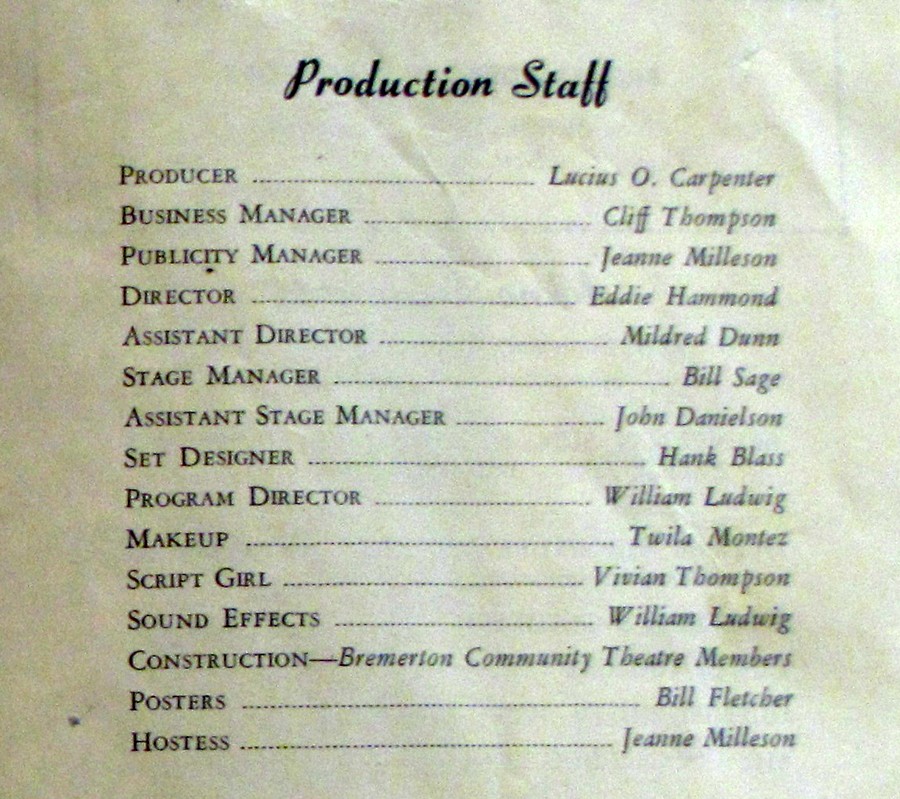 Production Staff
PRODUCER ........................ Lucius O. Carpenter
BUSINESS MANAGER ........................ Cliff Thompson
PUBLICITY MANAGER ........................ Jeanne Milleson
DIRECTOR ........................ Eddie Hammond
ASSISTANT DIRECTOR ........................ Mildred Dunn
STAGE MANAGER ........................ Bill Sage
ASSISTANT STAGE MANAGER ........................ John Danielson
SET DESIGNER ........................ Hank Blass
PROGRAM DIRECTOR ........................ William Ludwig
MAKEUP ........................ Twila Montez
SCRIPT GIRL ........................ Vivian Thompson
SOUND EFFECTS ........................ William Ludwig
CONSTRUCTION—Bremerton Community Theatre Members
POSTERS ........................ Bill Fletcher
HOSTESS ........................ Jeanne Milleson